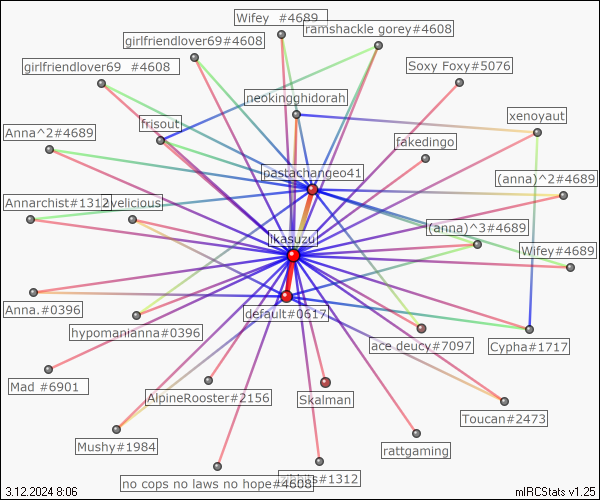 Wifey #4689
ramshackle gorey#4608
girlfriendlover69#4608
girlfriendlover69 #4608
Soxy Foxy#5076
neokingghidorah
xenoyaut
frisout
Anna^2#4689
fakedingo
pastachangeo41
(anna)^2#4689
Annarchist#1312
velicious
(anna)^3#4689
ikasuzu
Wifey#4689
Anna.#0396
default#0617
hypomanianna#0396
ace deucy#7097
Cypha#1717
Mad #6901
AlpineRooster#2156
Skalman
Toucan#2473
Mushy#1984
rattgaming
no cops no laws no hope#4608
#1312
3.12.2024 8:06
mIRCStats v1.25